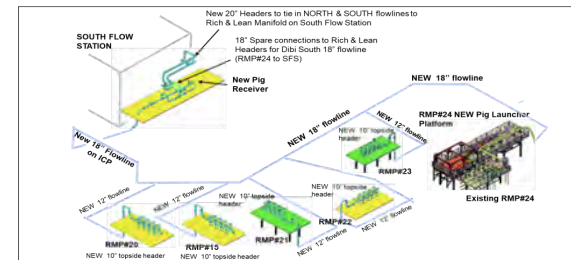 New 20" Headers to tie in NORTH & SOUTH flowlines to
Rich & Lean Manifold on South Flow Station
SOUTH FLOW
STATION
18" Spare connections to Rich & Lean
Headers for Dibi South 18" flowline
(RMP#24 to SFS)
New Pig
Receiver
NEW 18" flowline
NEW 12" flowline
RMP#24 NEW Pig Launcher
Platform
NEW 18" flowline
NEW 10" topside
header
RMP#23
Existing RMP#24
New 18" Flowline
on ICP
NEW 12" flowline
NEW 12" flowline
NEW 10" topside
header
NEW 10" topside
header
RMP#20
RMP#15
RMP#21
RMP#22
NEW 12" flowline
NEW 12" flowline
NEW 10" topside header
NEW 10" topside header